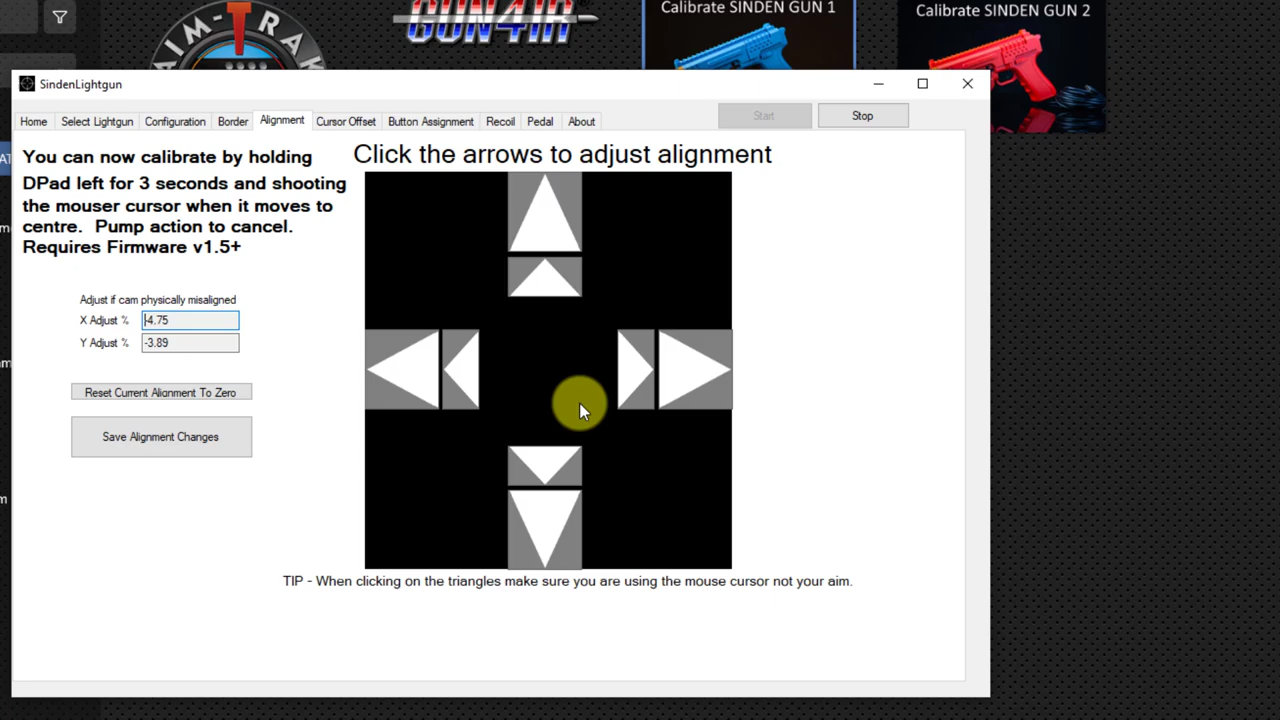 AIM-TRAK
GUN4IR
Calibrate SINDEN GUN 1
Calibrate SINDEN GUN 2
SindenLightgun
Home Select Lightgun Configuration Border Alignment Cursor Offset Button Assignment Recoil Pedal About
Start
Stop
You can now calibrate by holding
DPad left for 3 seconds and shooting
the mouser cursor when it moves to
centre. Pump action to cancel.
Requires Firmware v1.5+
Click the arrows to adjust alignment
Adjust if cam physically misaligned
X Adjust % -4.75
Y Adjust % -3.89
Reset Current Alignment To Zero
Save Alignment Changes
TIP - When clicking on the triangles make sure you are using the mouse cursor not your aim.